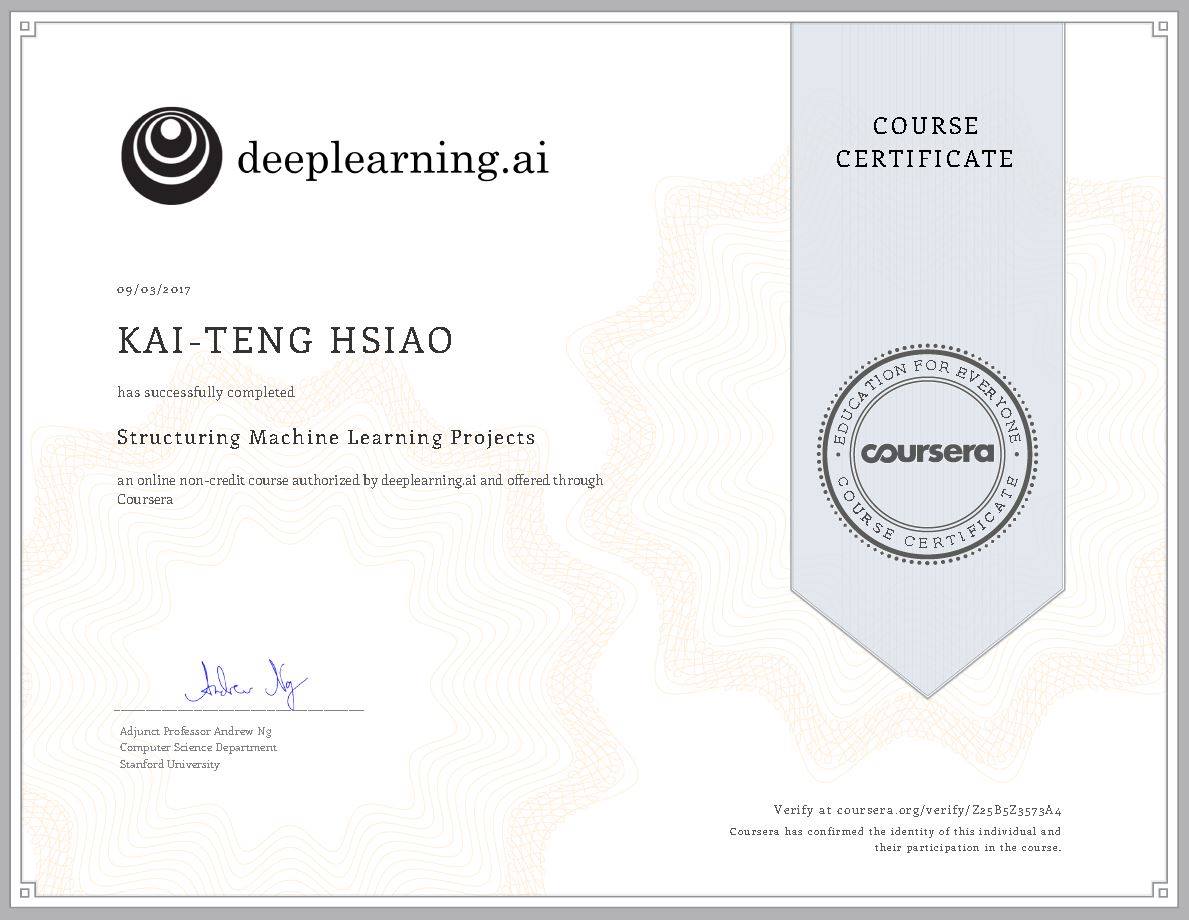 deeplearning.ai
COURSE
CERTIFICATE
09/03/2017
KAI-TENG HSIAO
has successfully completed
Structuring Machine Learning Projects
an online non-credit course authorized by deeplearning.ai and offered through
Coursera
EDUCATION FOR EVERYONE
coursera
COURSE CERTIFICATE
Andrew Ng
Adjunct Professor Andrew Ng
Computer Science Department
Stanford University
Verify at coursera.org/verify/Z25B5Z3573A4
Coursera has confirmed the identity of this individual and
their participation in the course.